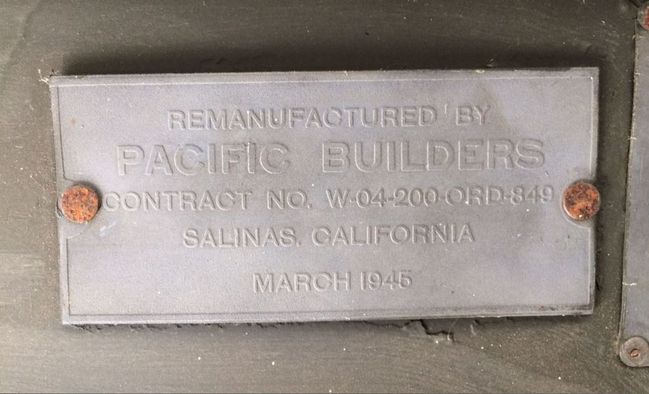 REMANUFACTURED BY
PACIFIC BUILDERS
CONTRACT NO. W-04-200-ORD-849
SALINAS, CALIFORNIA
MARCH 1945